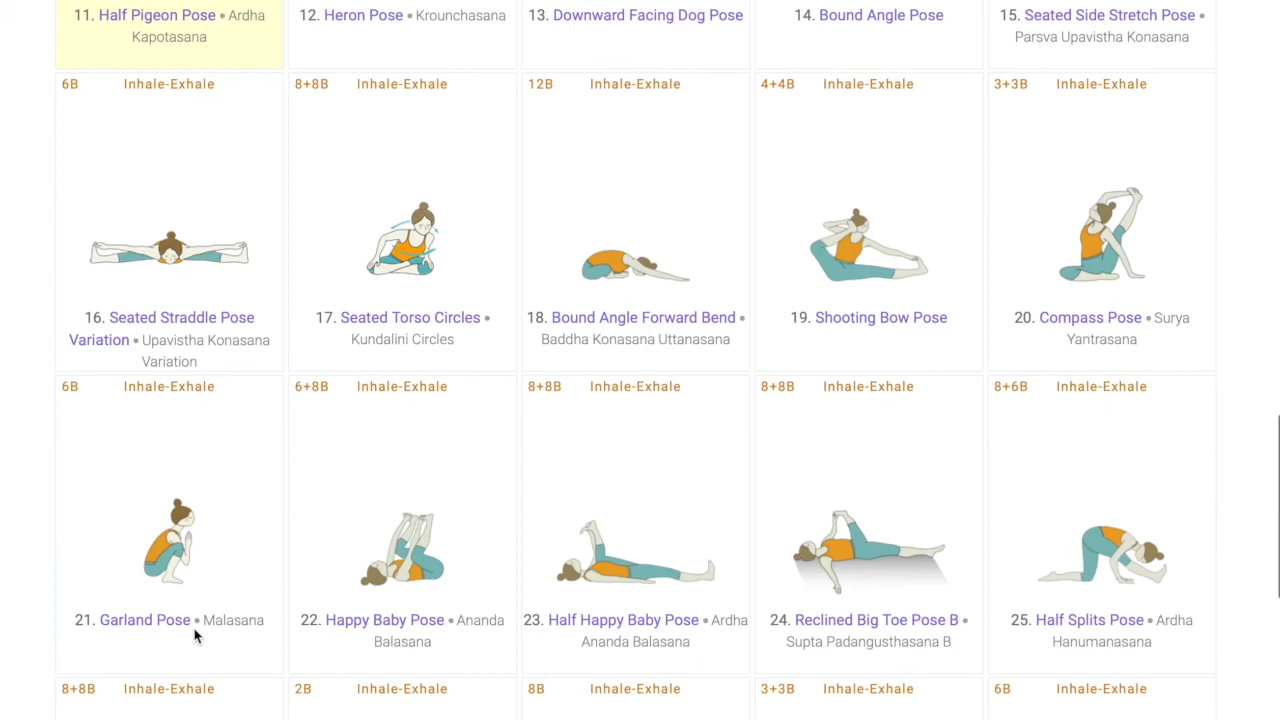 11. Half Pigeon Pose • Ardha
Kapotasana
12. Heron Pose • Krounchasana
13. Downward Facing Dog Pose
14. Bound Angle Pose
15. Seated Side Stretch Pose •
Parsva Upavistha Konasana
6B Inhale-Exhale
16. Seated Straddle Pose
Variation • Upavistha Konasana
Variation
8+8B Inhale-Exhale
17. Seated Torso Circles •
Kundalini Circles
12B Inhale-Exhale
18. Bound Angle Forward Bend •
Baddha Konasana Uttanasana
4+4B Inhale-Exhale
19. Shooting Bow Pose
3+3B Inhale-Exhale
20. Compass Pose • Surya
Yantrasana
6B Inhale-Exhale
21. Garland Pose • Malasana
6+8B Inhale-Exhale
22. Happy Baby Pose • Ananda
Balasana
8+8B Inhale-Exhale
23. Half Happy Baby Pose • Ardha
Ananda Balasana
8+8B Inhale-Exhale
24. Reclined Big Toe Pose B •
Supta Padangusthasana B
8+6B Inhale-Exhale
25. Half Splits Pose • Ardha
Hanumanasana
8+8B Inhale-Exhale
2B Inhale-Exhale
8B Inhale-Exhale
3+3B Inhale-Exhale
6B Inhale-Exhale